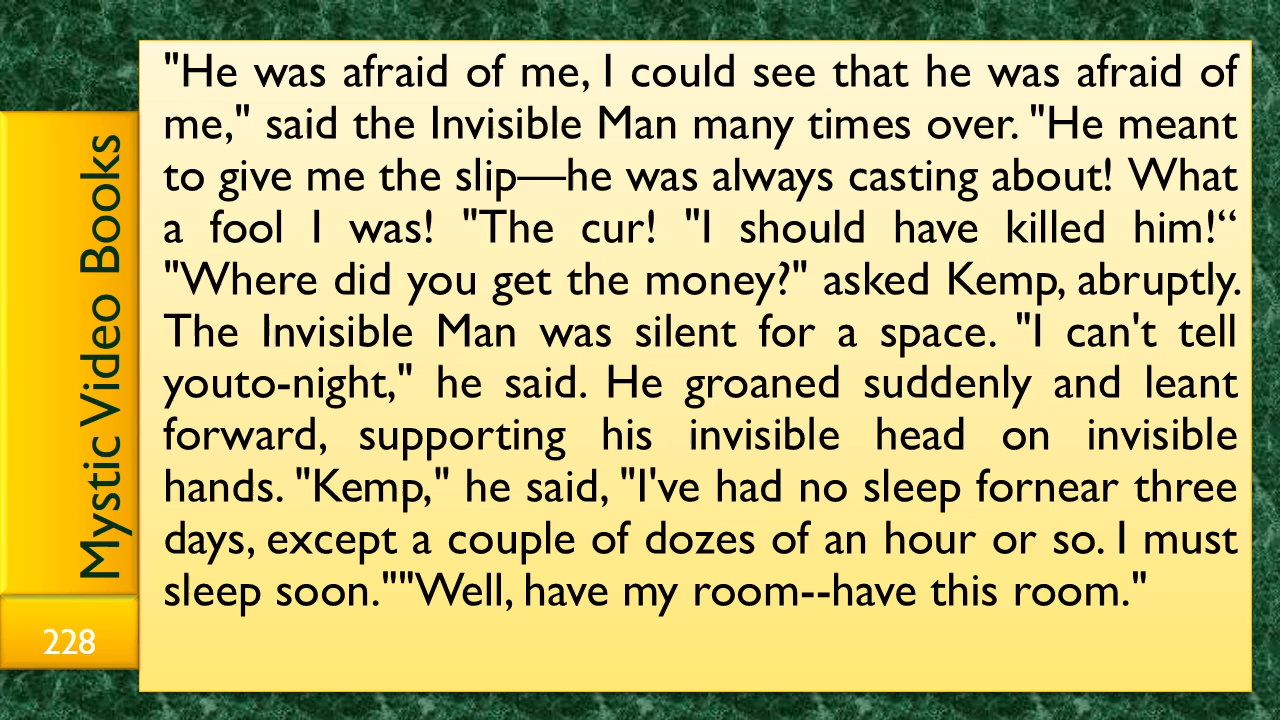 "He was afraid of me, I could see that he was afraid of
me," said the Invisible Man many times over. "He meant
to give me the slip—he was always casting about! What
a fool I was! "The cur! "I should have killed him!“
"Where did you get the money?" asked Kemp, abruptly.
The Invisible Man was silent for a space. "I can't tell
youto-night," he said. He groaned suddenly and leant
forward, supporting his invisible head on invisible
hands. "Kemp," he said, "I've had no sleep fornear three
days, except a couple of dozes of an hour or so. I must
sleep soon.""Well, have my room--have this room."
Mystic Video Books
228